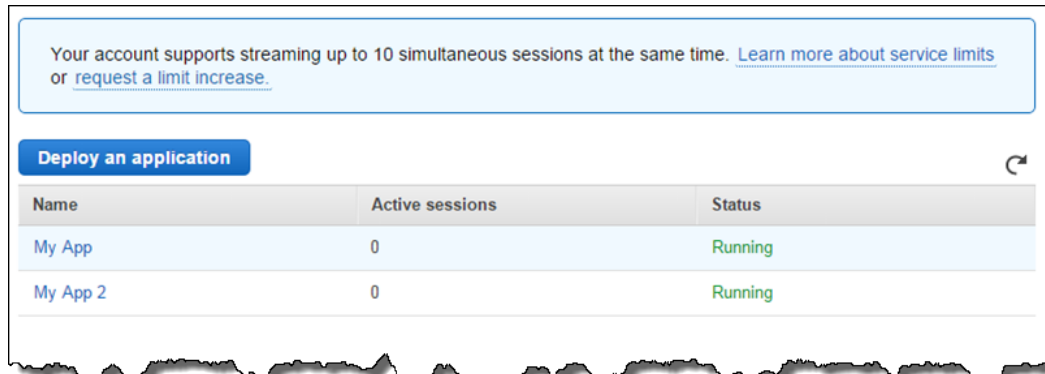 Your account supports streaming up to 10 simultaneous sessions at the same time. Learn more about service limits
or request a limit increase.
Deploy an application
Name Active sessions Status
My App 0 Running
My App 2 0 Running